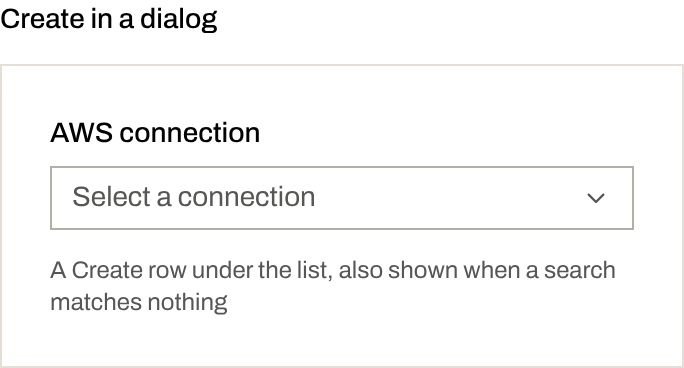 Create in a dialog
AWS connection
Select a connection
A Create row under the list, also shown when a search
matches nothing